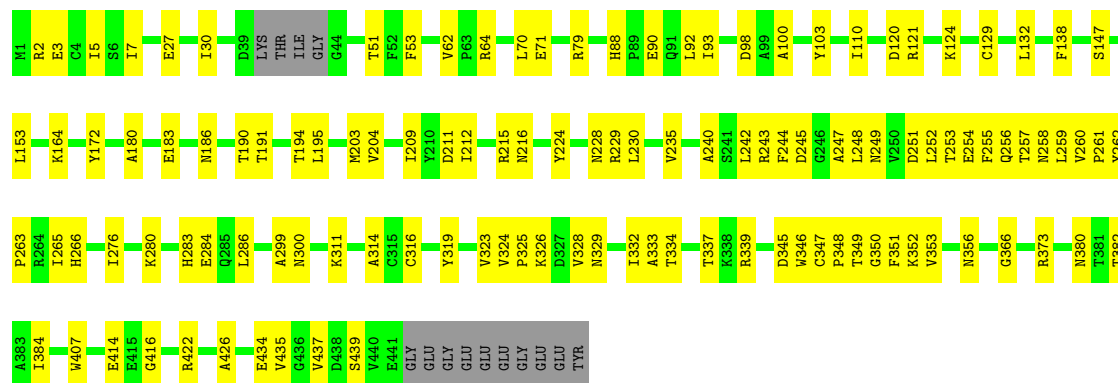 M1 R2 E3 C4 I5 S6 I7 E27 I30 D39 LYS THR ILE GLY G44 T51 F52 F53 V62 P63 R64 L70 E71 R79 H88 P89 E90 Q91 L92 I93 D98 A99 A100 Y103 I110 D120 R121 K124 C129 L132 F138 S147
L153 K164 Y172 A180 E183 N186 T190 T191 T194 L195 M203 V204 I209 Y210 D211 I212 R215 N216 Y224 N228 R229 L230 V235 A240 S241 L242 R243 F244 D245 G246 A247 L248 N249 V250 D251 L252 T253 E254 F255 Q256 T257 N258 L259 V260 P261 Y262
P263 R264 I265 H266 I276 K280 H283 E284 Q285 L286 A299 N300 K311 A314 C315 C316 Y319 V323 V324 P325 K326 D327 V328 N329 I332 A333 T334 T337 K338 R339 D345 W346 C347 P348 T349 G350 F351 K352 V353 N356 G366 R373 N380 T381 T382
A383 I384 W407 E414 E415 G416 R422 A426 E434 V435 G436 V437 D438 S439 V440 E441 GLY GLU GLY GLU GLU GLU GLU GLY GLU GLU TYR